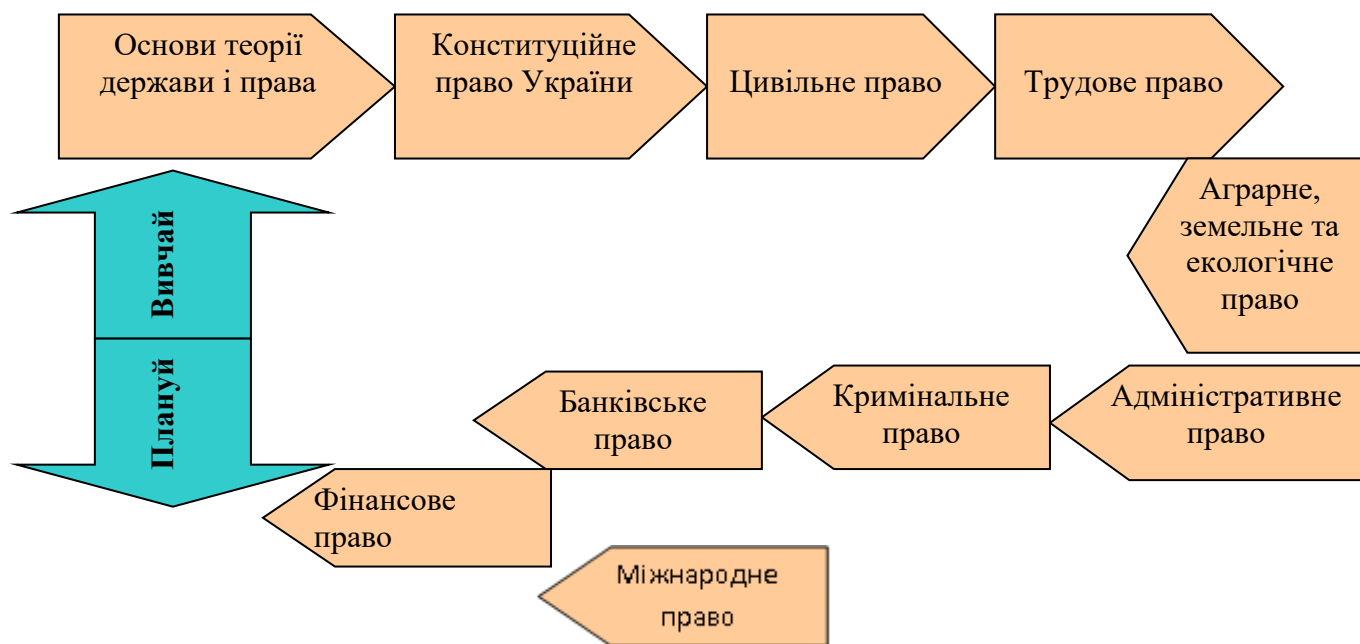 Основи теорії
держави і права
Конституційне
право України
Цивільне право
Трудове право
Аграрне,
земельне та
екологічне
право
Вивчай
Плануй
Адміністративне
право
Кримінальне
право
Банківське
право
Фінансове
право
Міжнародне
право